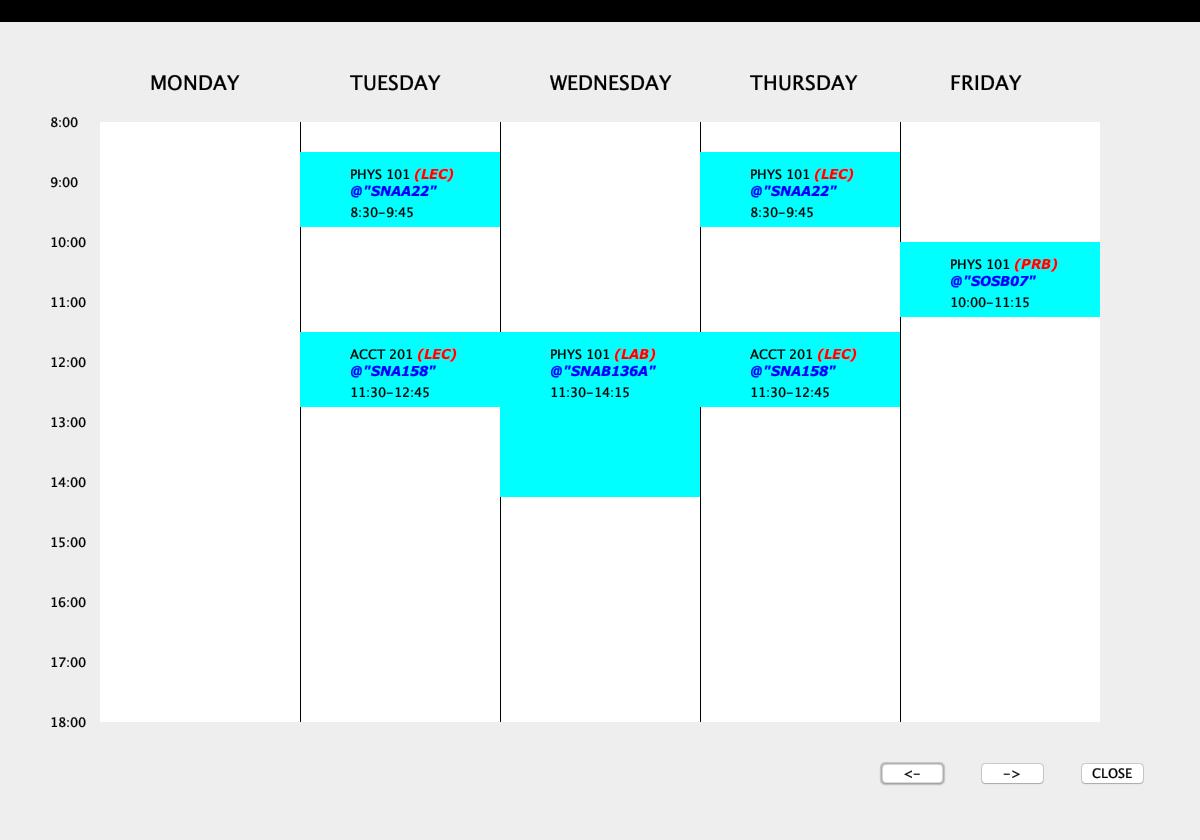 MONDAY TUESDAY WEDNESDAY THURSDAY FRIDAY
8:00
PHYS 101 (LEC)
@"SNAA22"
8:30-9:45
PHYS 101 (LEC)
@"SNAA22"
8:30-9:45
9:00
10:00
PHYS 101 (PRB)
@"SOSB07"
10:00-11:15
11:00
ACCT 201 (LEC)
@"SNA158"
11:30-12:45
PHYS 101 (LAB)
@"SNAB136A"
11:30-14:15
ACCT 201 (LEC)
@"SNA158"
11:30-12:45
12:00
13:00
14:00
15:00
16:00
17:00
18:00
<- -> CLOSE